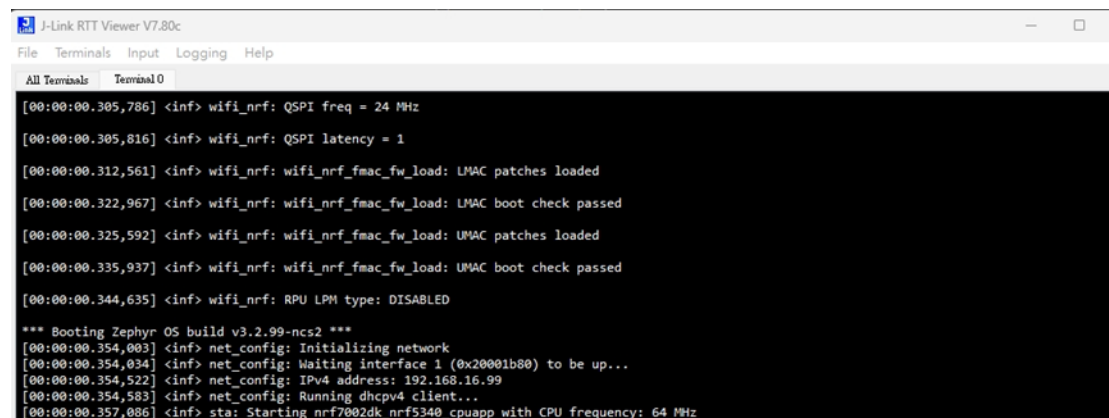 J-Link RTT Viewer V7.80c
File Terminals Input Logging Help
All Terminals Terminal 0
[00:00:00.305,786] <inf> wifi_nrf: QSPI freq = 24 MHz
[00:00:00.305,816] <inf> wifi_nrf: QSPI latency = 1
[00:00:00.312,561] <inf> wifi_nrf: wifi_nrf_fmac_fw_load: LMAC patches loaded
[00:00:00.322,967] <inf> wifi_nrf: wifi_nrf_fmac_fw_load: LMAC boot check passed
[00:00:00.325,592] <inf> wifi_nrf: wifi_nrf_fmac_fw_load: UMAC patches loaded
[00:00:00.335,937] <inf> wifi_nrf: wifi_nrf_fmac_fw_load: UMAC boot check passed
[00:00:00.344,635] <inf> wifi_nrf: RPU LPM type: DISABLED
*** Booting Zephyr OS build v3.2.99-ncs2 ***
[00:00:00.354,003] <inf> net_config: Initializing network
[00:00:00.354,034] <inf> net_config: Waiting interface 1 (0x20001b80) to be up...
[00:00:00.354,522] <inf> net_config: IPv4 address: 192.168.16.99
[00:00:00.354,583] <inf> net_config: Running dhcpv4 client...
[00:00:00.357,086] <inf> sta: Starting nrf7002dk_nrf5340_cpuapp with CPU frequency: 64 MHz